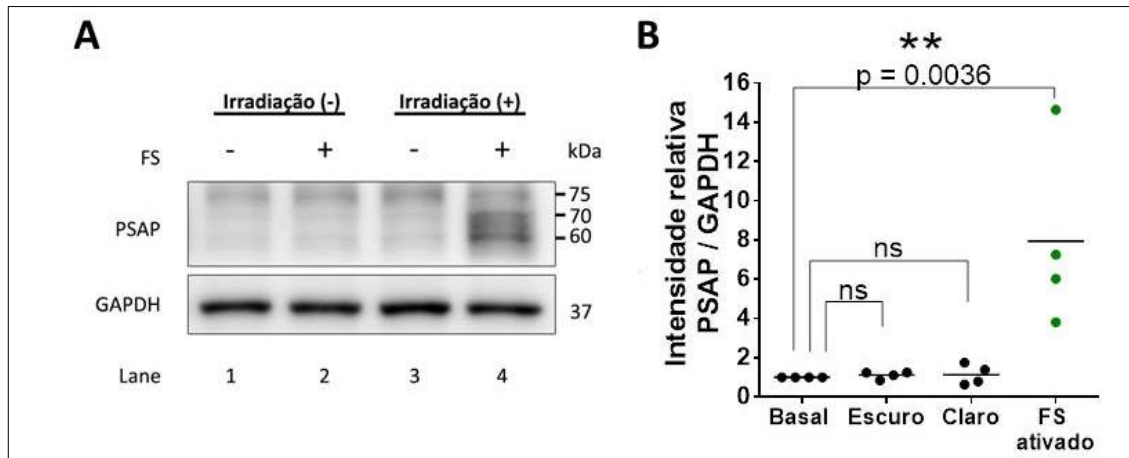 A
Irradiação (-) Irradiação (+)
FS - + - + kDa
PSAP
75
70
60
GAPDH 37
Lane 1 2 3 4
B
**
p = 0.0036
ns
ns
Intensidade relativa
PSAP / GAPDH
16
14
12
10
8
6
4
2
0
Basal Escuro Claro FS
ativado